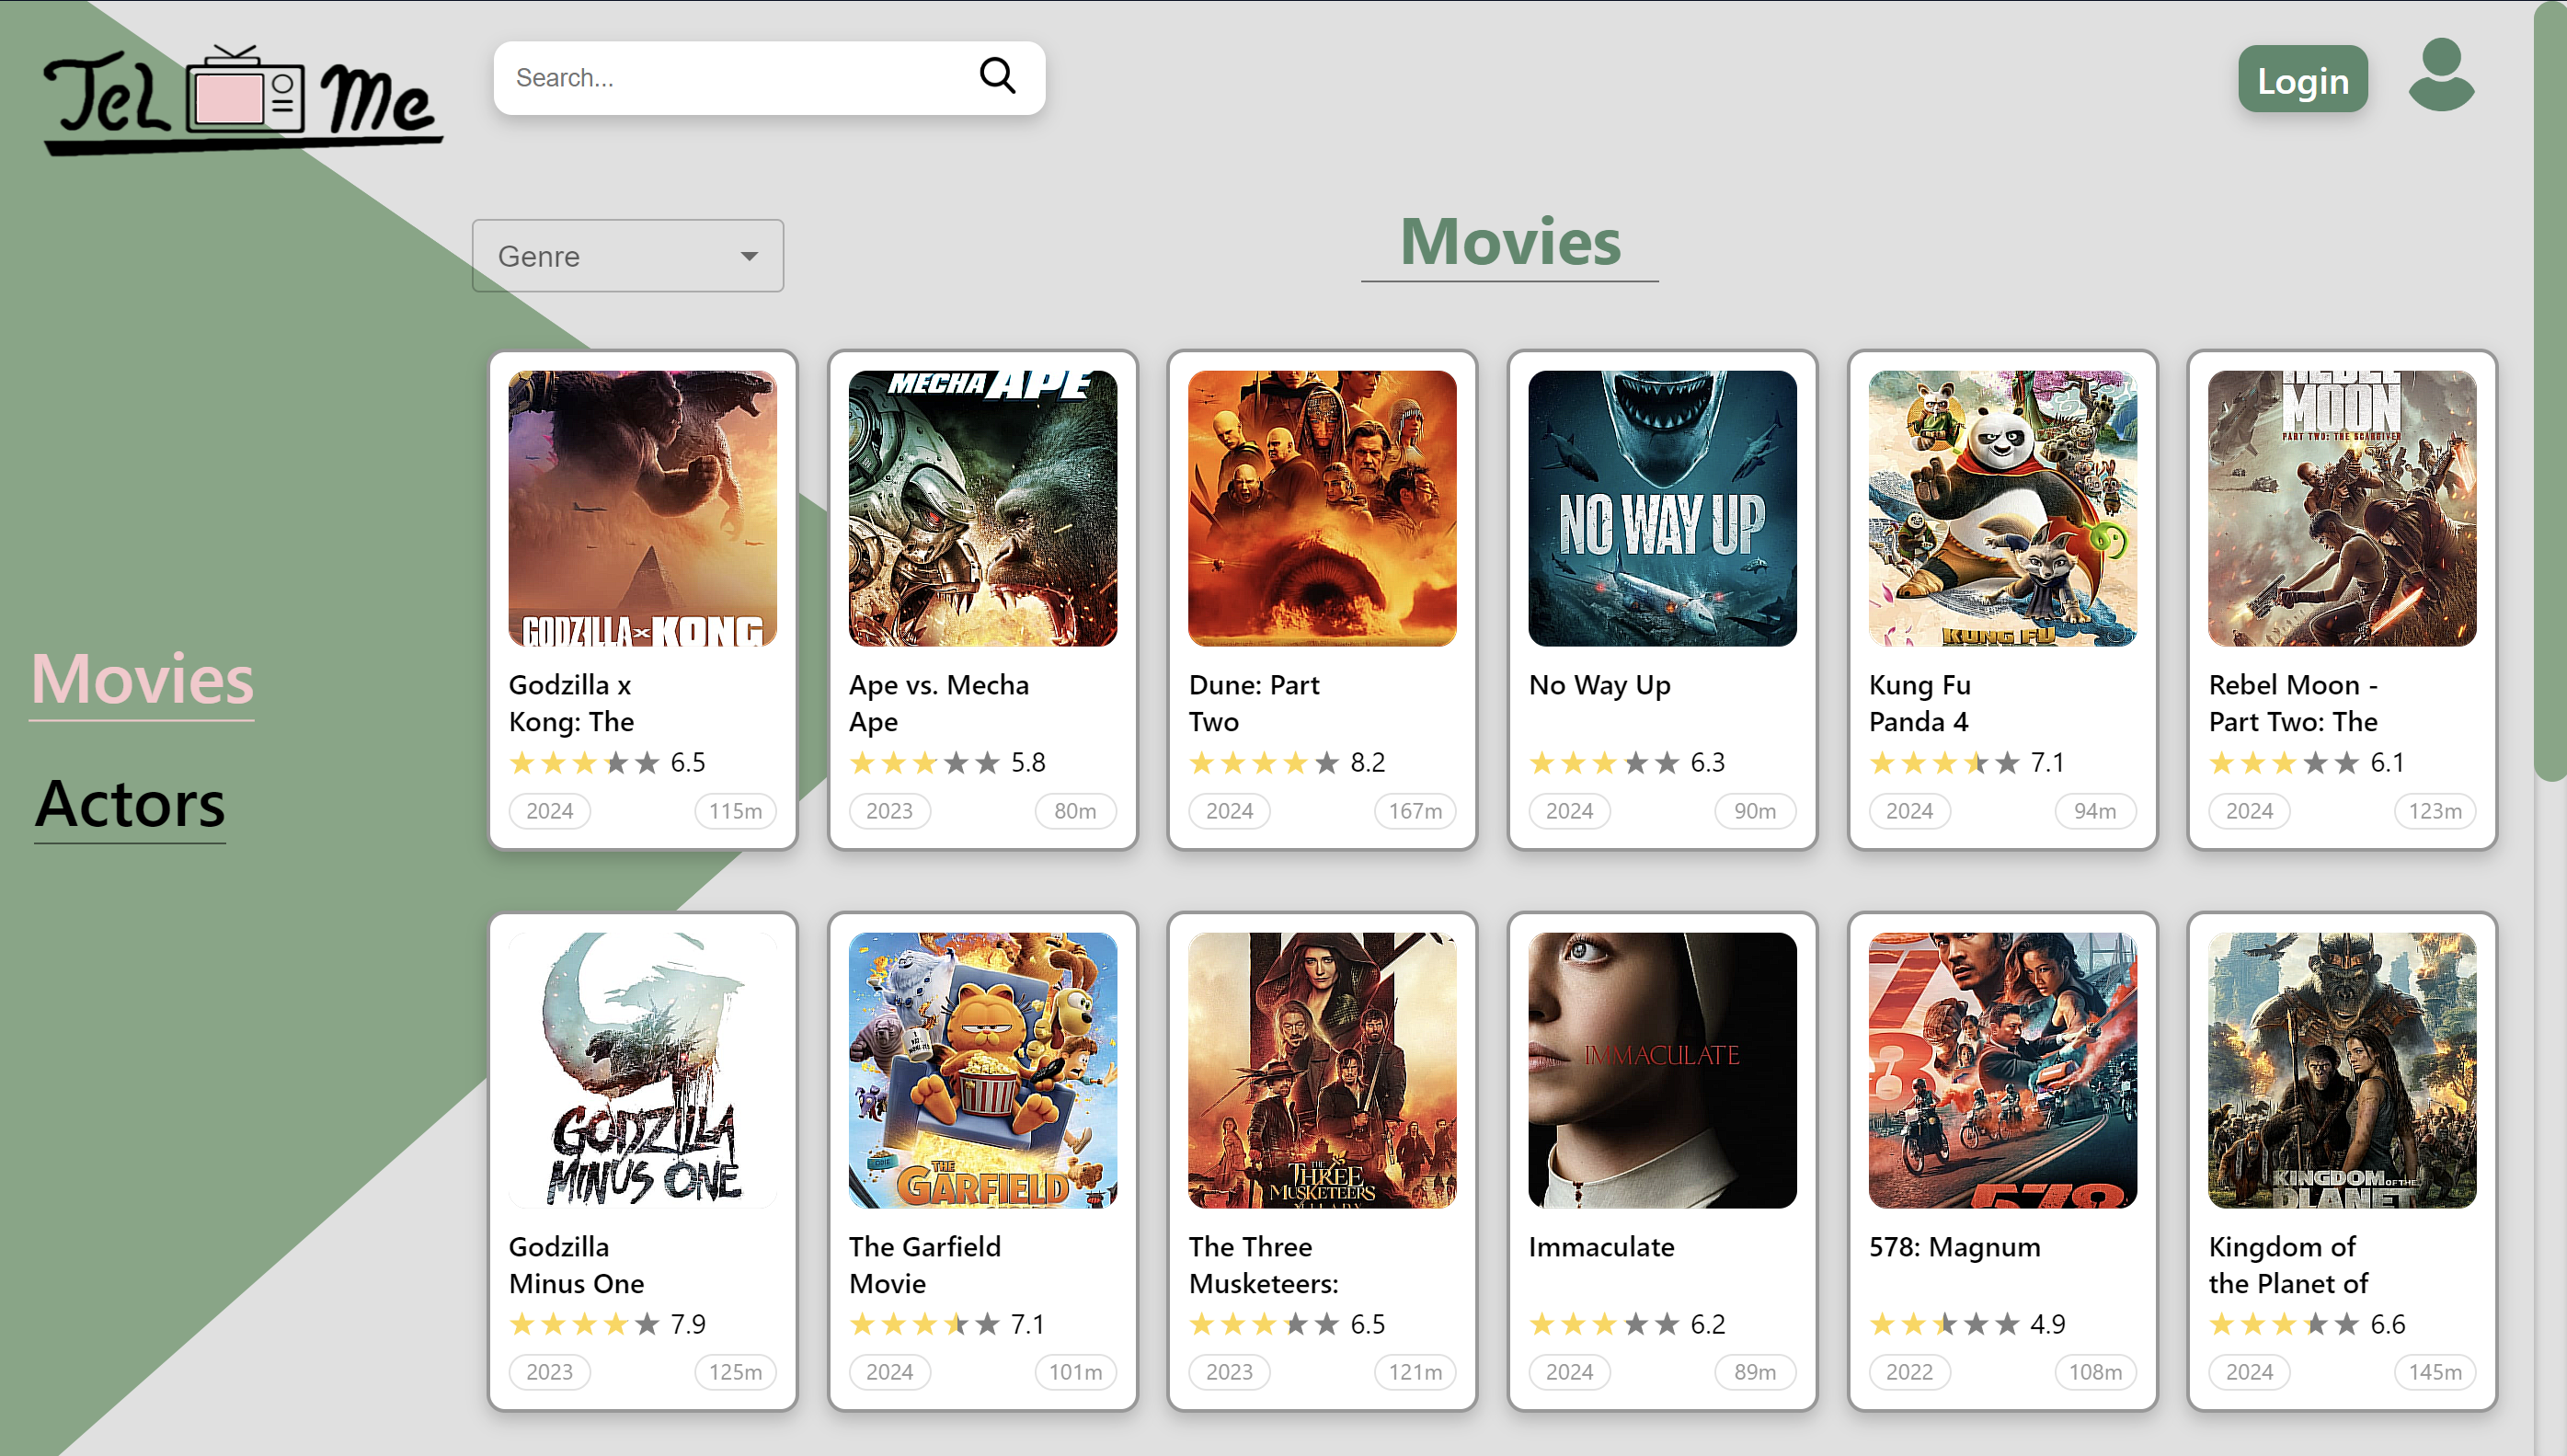 Tel Me
Search...
Login
Genre
Movies
Movies
Actors
GODZILLA x KONG
Godzilla x
Kong: The
6.5
2024 115m
MECHA APE
Ape vs. Mecha
Ape
5.8
2023 80m
Dune: Part
Two
8.2
2024 167m
NO WAY UP
No Way Up
6.3
2024 90m
KUNG FU
Kung Fu
Panda 4
7.1
2024 94m
REBEL
MOON
PART TWO: THE SCARGIVER
Rebel Moon -
Part Two: The
6.1
2024 123m
GODZILLA
MINUS ONE
Godzilla
Minus One
7.9
2023 125m
ODIE
THE
GARFIELD
The Garfield
Movie
7.1
2024 101m
THE
THREE
MUSKETEERS
The Three
Musketeers:
6.5
2023 121m
IMMACULATE
Immaculate
6.2
2024 89m
578
578: Magnum
4.9
2022 108m
KINGDOM OF THE
PLANET
Kingdom of
the Planet of
6.6
2024 145m